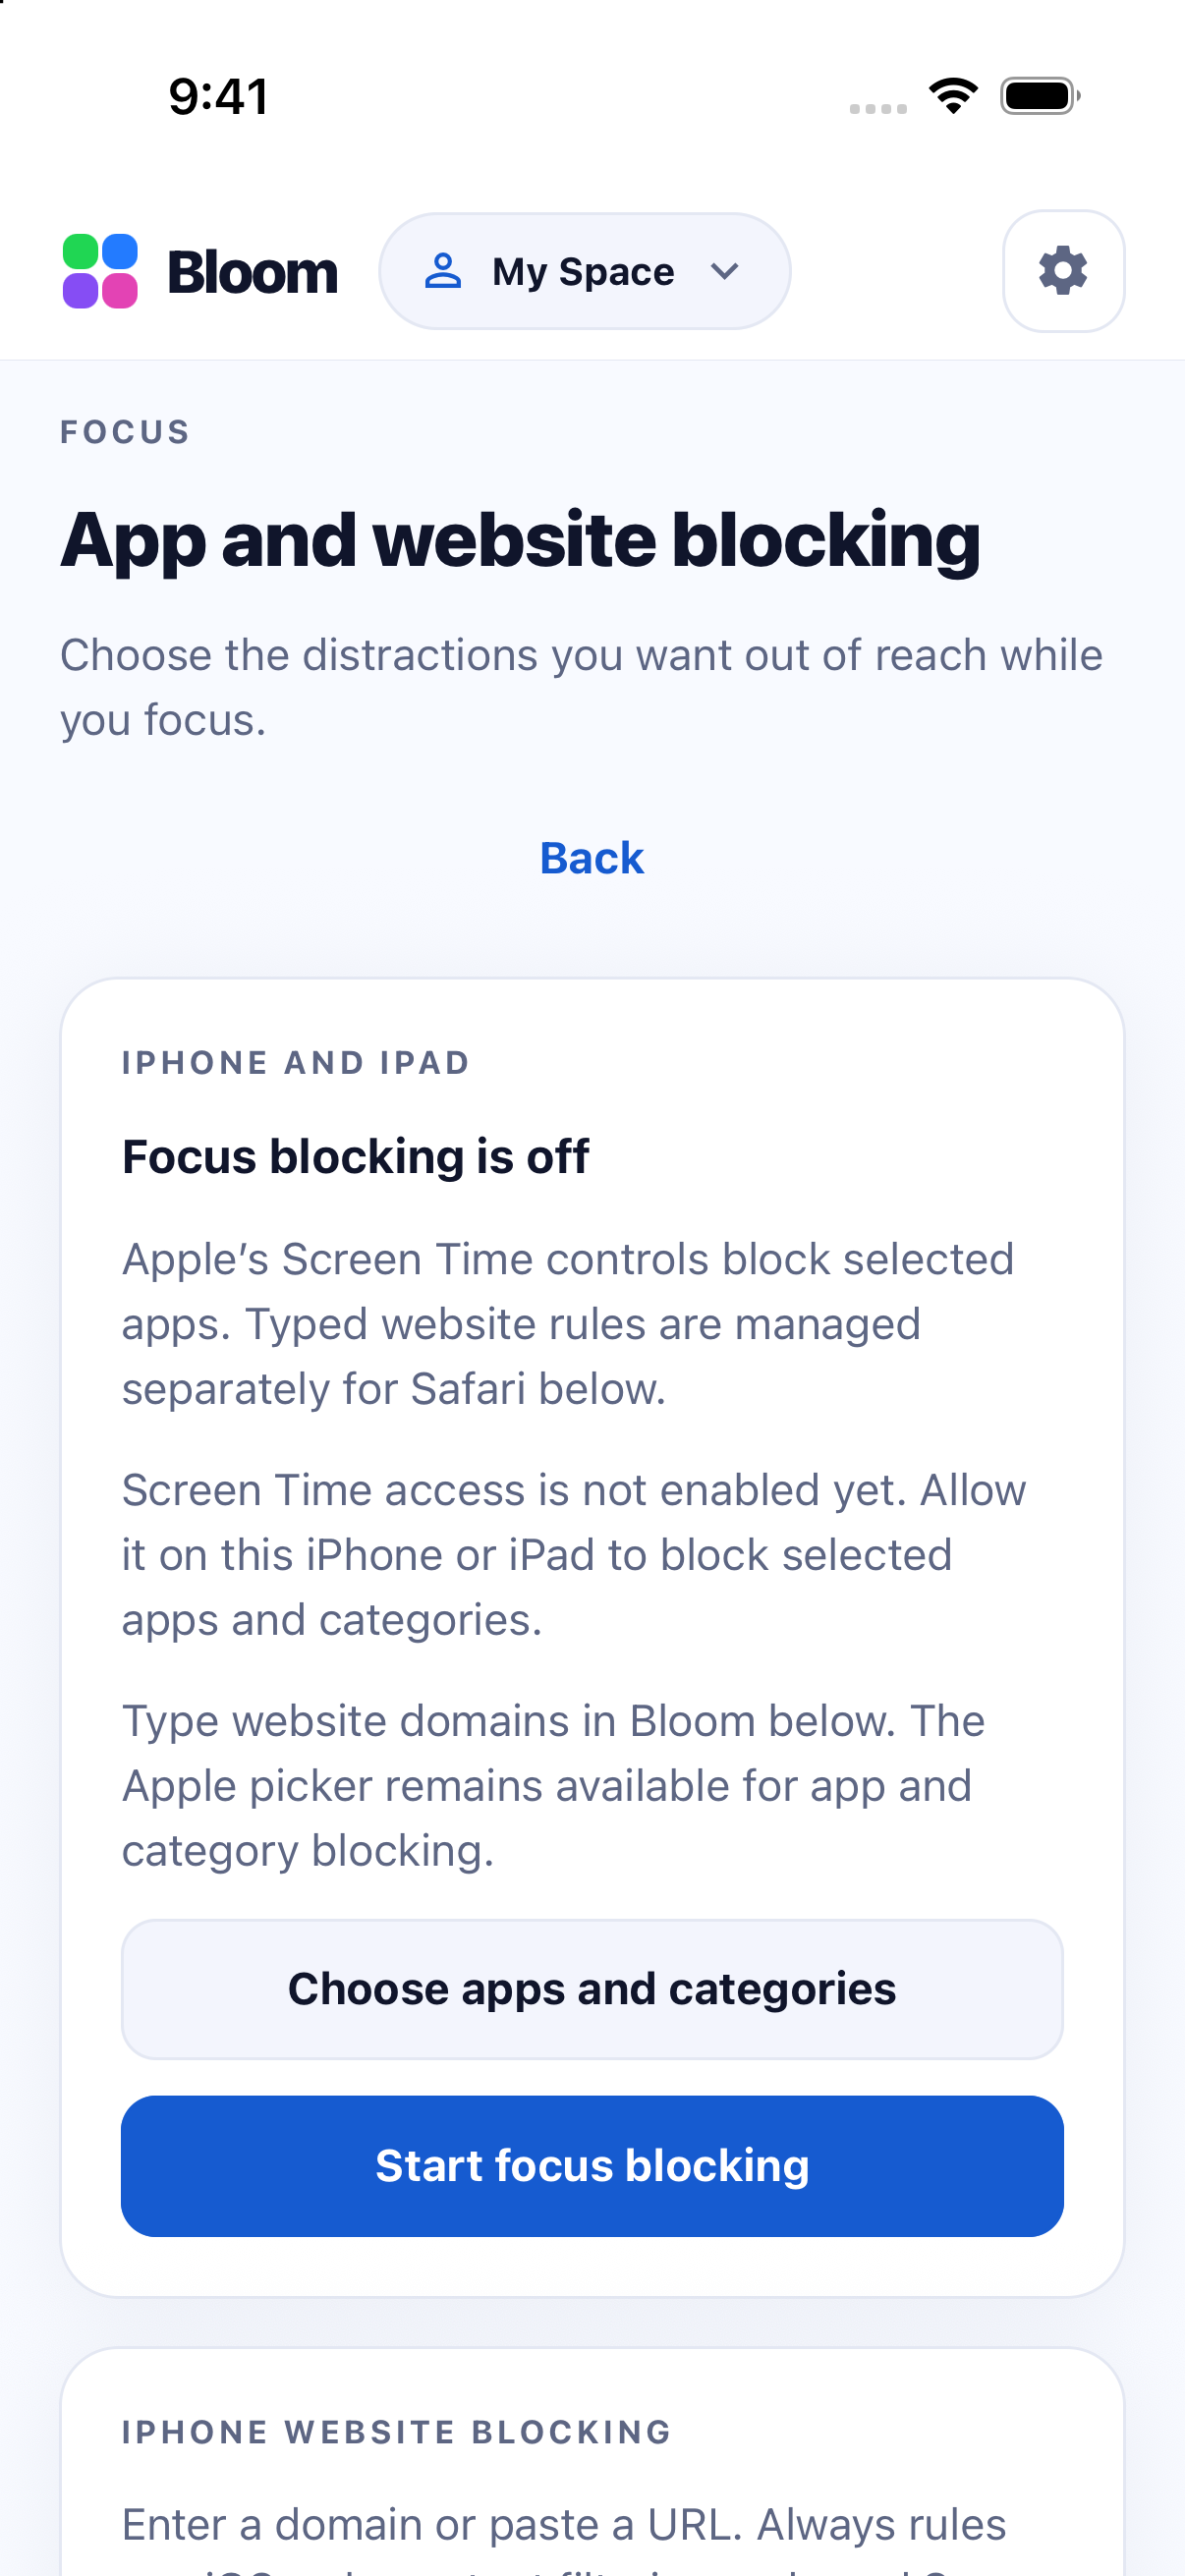 9:41
Bloom
My Space
FOCUS
App and website blocking
Choose the distractions you want out of reach while
you focus.
Back
IPHONE AND IPAD
Focus blocking is off
Apple’s Screen Time controls block selected
apps. Typed website rules are managed
separately for Safari below.
Screen Time access is not enabled yet. Allow
it on this iPhone or iPad to block selected
apps and categories.
Type website domains in Bloom below. The
Apple picker remains available for app and
category blocking.
Choose apps and categories
Start focus blocking
IPHONE WEBSITE BLOCKING
Enter a domain or paste a URL. Always rules